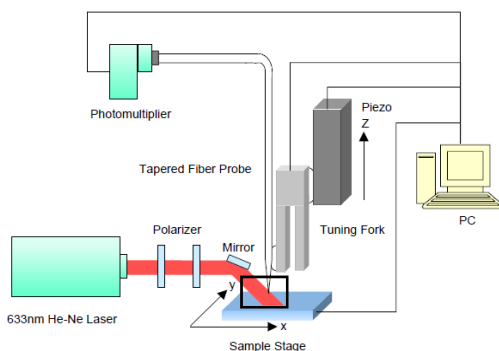 Photomultiplier
Piezo
Z
Tapered Fiber Probe
PC
Tuning Fork
Polarizer
Mirror
y
x
633nm He-Ne Laser
Sample Stage